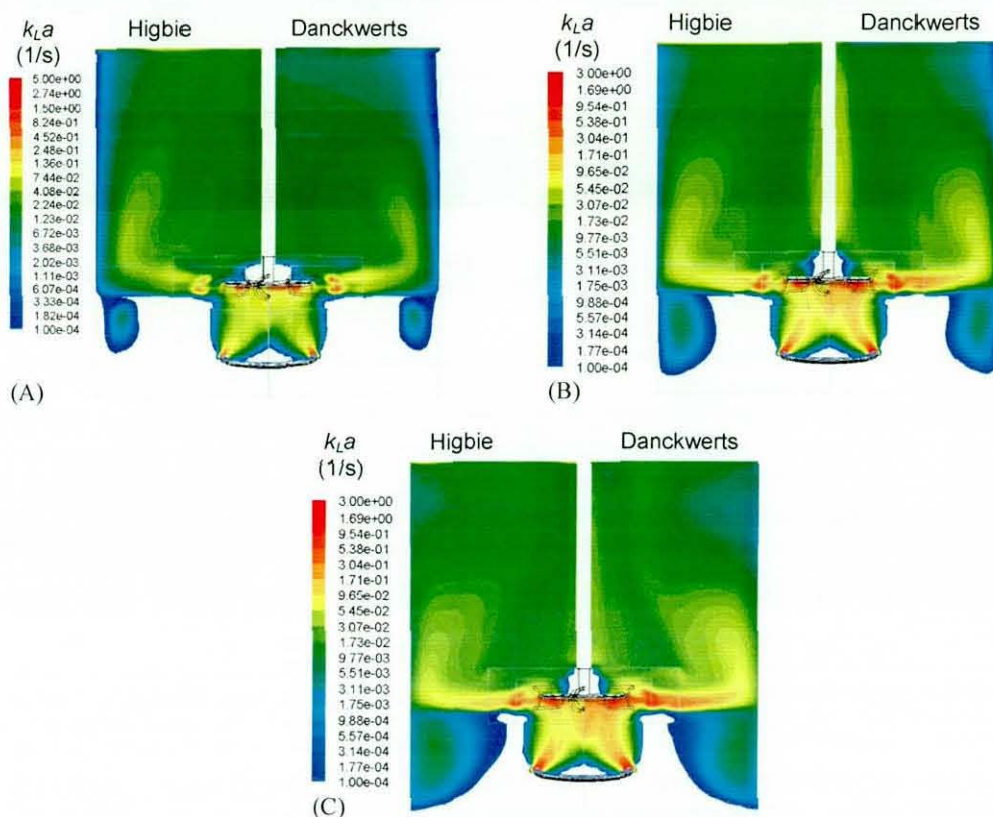 Higbie
Danckwerts
kLa
(1/s)
5.00e+00
2.74e+00
1.50e+00
8.24e-01
4.52e-01
2.48e-01
1.36e-01
7.44e-02
4.08e-02
2.24e-02
1.23e-02
6.72e-03
3.68e-03
2.02e-03
1.11e-03
6.07e-04
3.33e-04
1.82e-04
1.00e-04
(A)
Higbie
Danckwerts
kLa
(1/s)
3.00e+00
1.69e+00
9.54e-01
5.38e-01
3.04e-01
1.71e-01
9.65e-02
5.45e-02
3.07e-02
1.73e-02
9.77e-03
5.51e-03
3.11e-03
1.75e-03
9.88e-04
5.57e-04
3.14e-04
1.77e-04
1.00e-04
(B)
Higbie
Danckwerts
kLa
(1/s)
3.00e+00
1.69e+00
9.54e-01
5.38e-01
3.04e-01
1.71e-01
9.65e-02
5.45e-02
3.07e-02
1.73e-02
9.77e-03
5.51e-03
3.11e-03
1.75e-03
9.88e-04
5.57e-04
3.14e-04
1.77e-04
1.00e-04
(C)